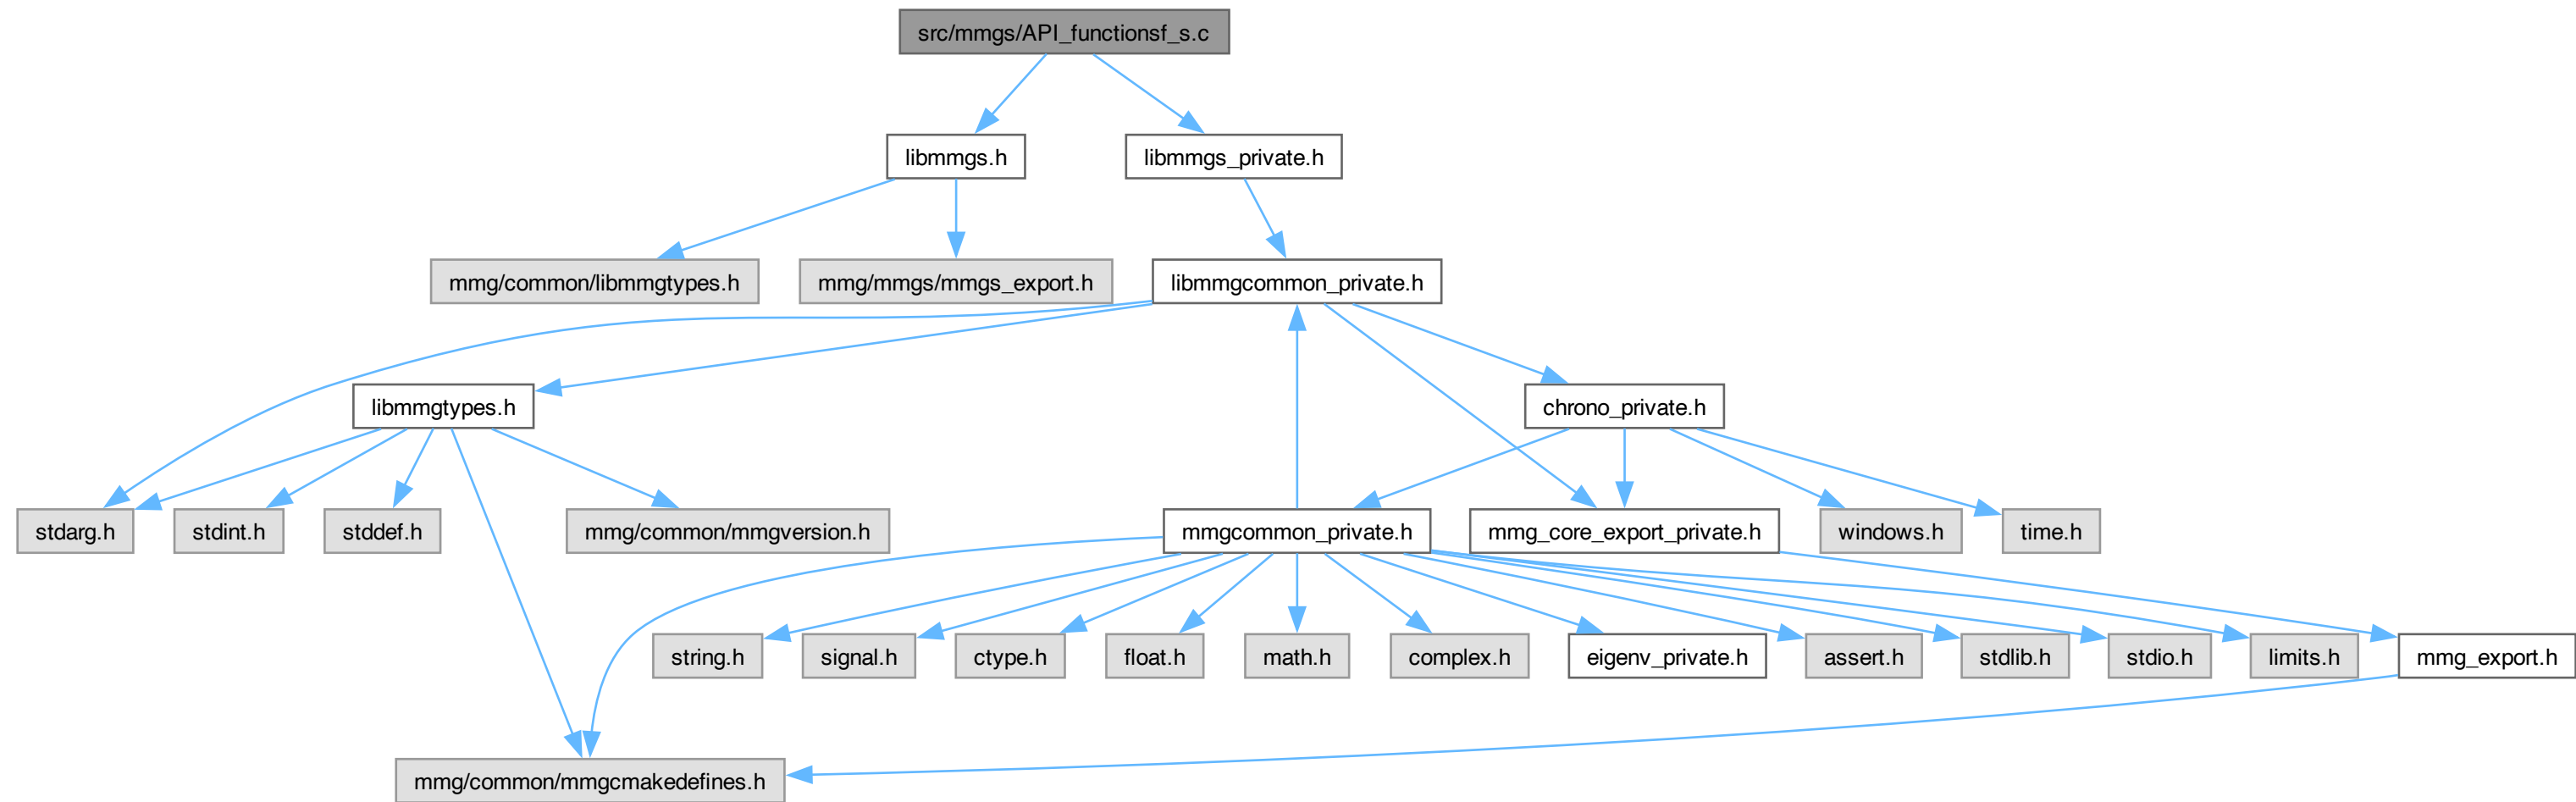 src/mmgs/API_functionsf_s.c
libmmgs.h
libmmgs_private.h
mmg/common/libmmgtypes.h
mmg/mmgs/mmgs_export.h
libmmgcommon_private.h
libmmgtypes.h
chrono_private.h
stdarg.h
stdint.h
stddef.h
mmg/common/mmgversion.h
mmgcommon_private.h
mmg_core_export_private.h
windows.h
time.h
string.h
signal.h
ctype.h
float.h
math.h
complex.h
eigenv_private.h
assert.h
stdlib.h
stdio.h
limits.h
mmg_export.h
mmg/common/mmgcmakedefines.h